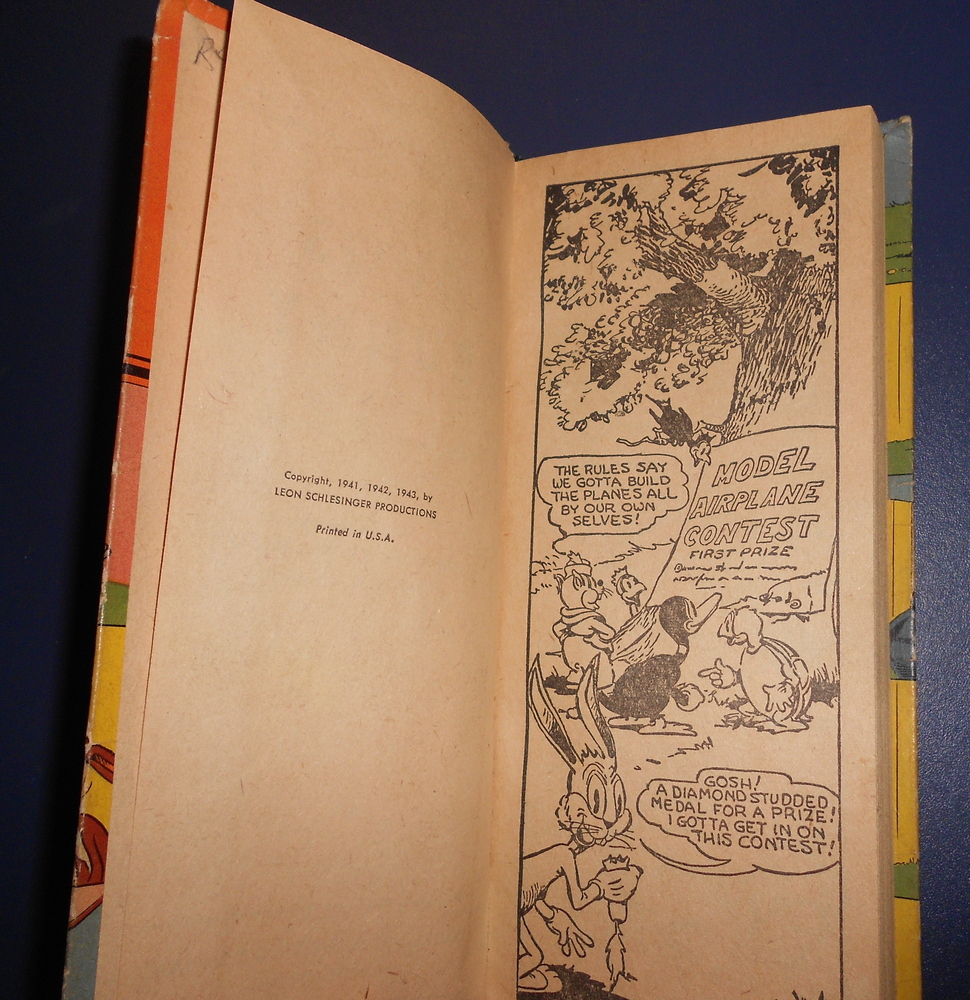 Copyright, 1941, 1942, 1943, by
LEON SCHLESINGER PRODUCTIONS
Printed in U.S.A.
THE RULES SAY
WE GOTTA BUILD
THE PLANES ALL
BY OUR OWN
SELVES!
MODEL
AIRPLANE
CONTEST
FIRST PRIZE
GOSH!
A DIAMOND STUDDED
MEDAL FOR A PRIZE!
I GOTTA GET IN ON
THIS CONTEST!